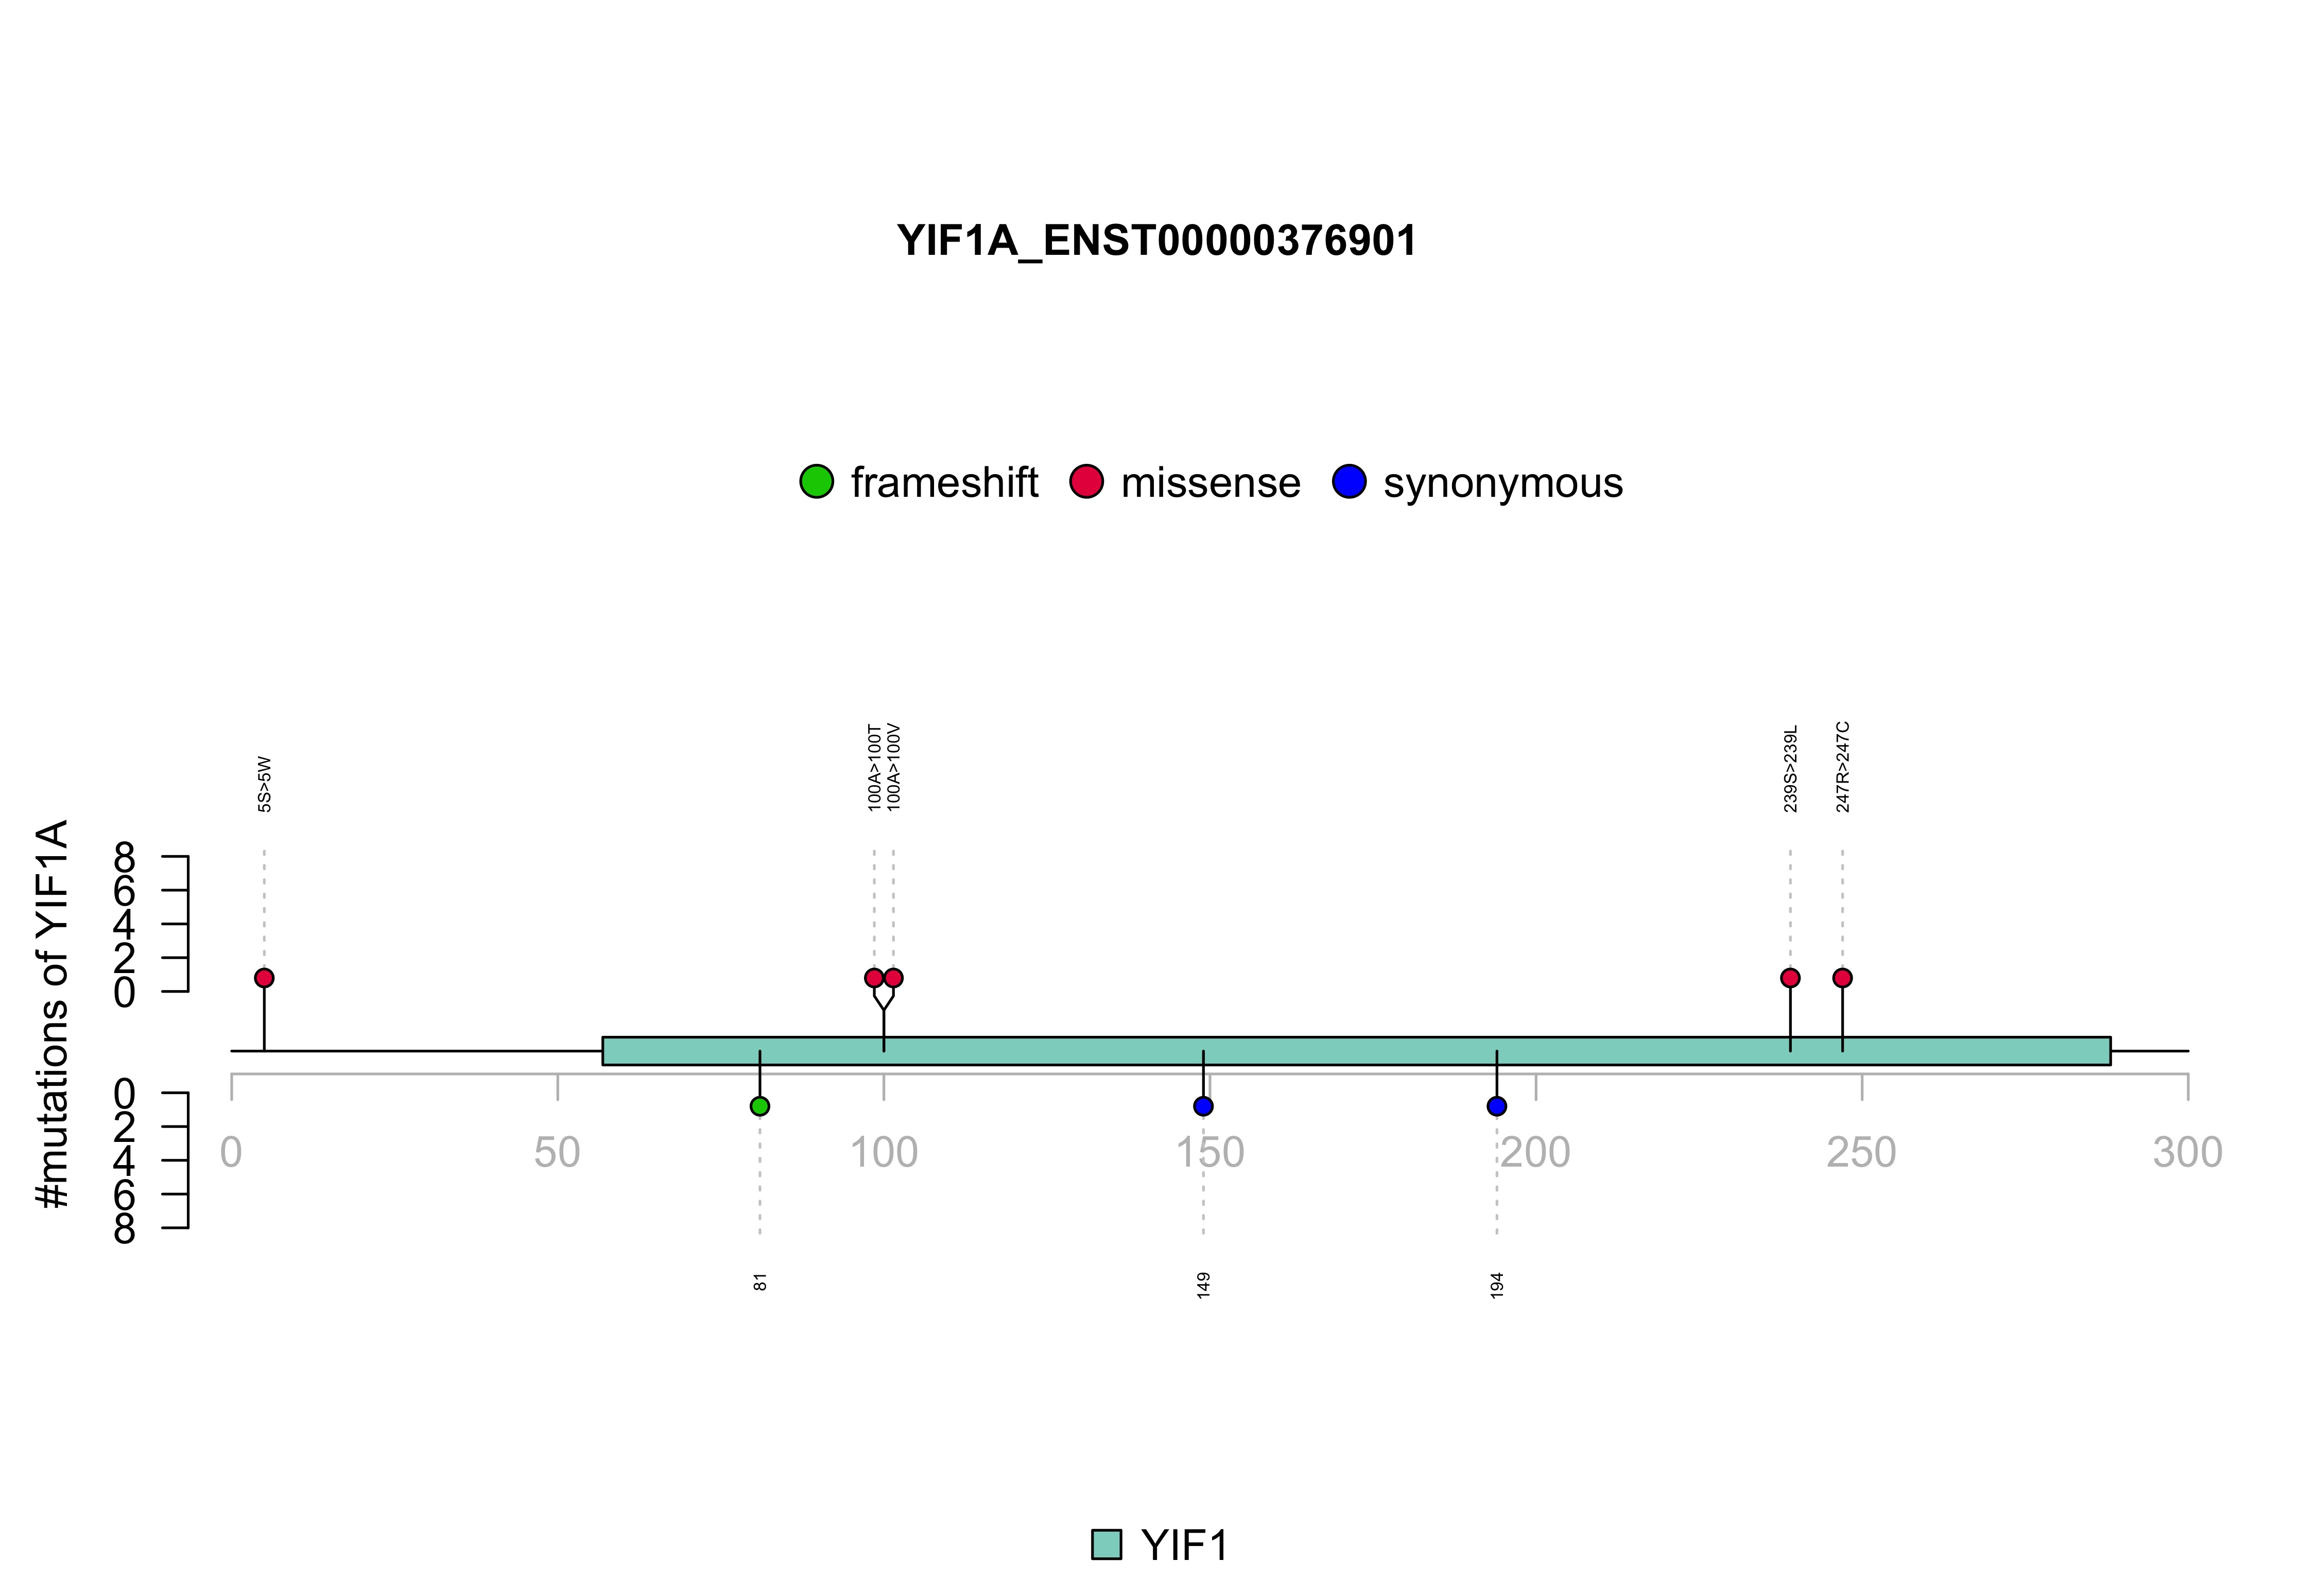 YIF1A_ENST00000376901
frameshift missense synonymous
5S>5W
100A>100T
100A>100V
239S>239L
247R>247C
#mutations of YIF1A
8
6
4
2
0
0
2
4
6
8
0 50 100 150 200 250 300
81
149
194
YIF1